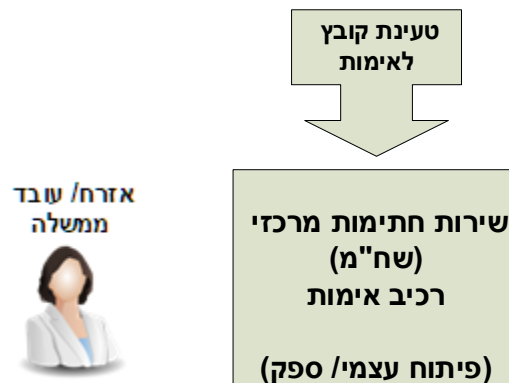 טעינת קובץ
לאימות
אזרח/ עובד
ממשלה
שירות חתימות מרכזי
(שח"מ)
רכיב אימות
(פיתוח עצמי/ ספק)